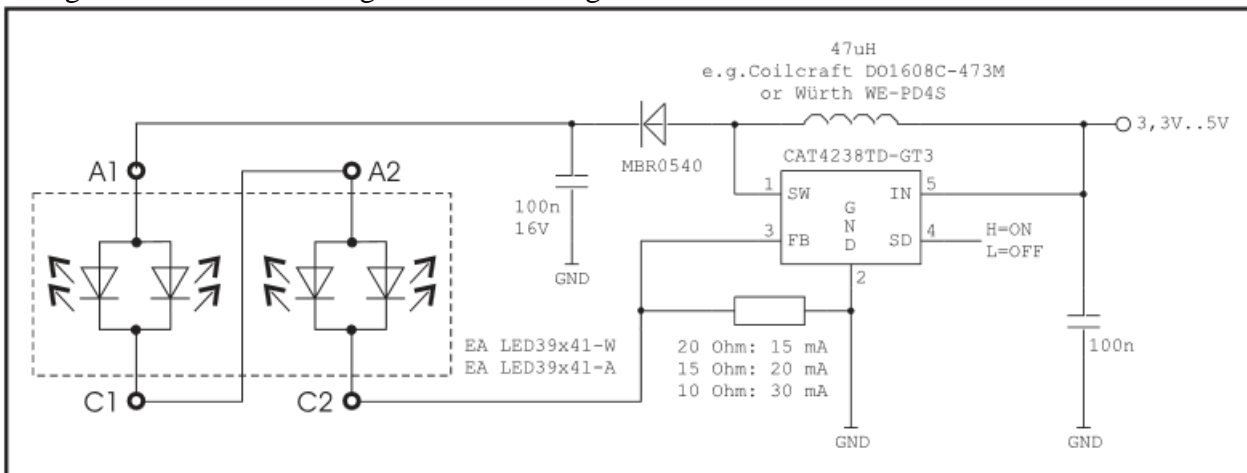 47uH
e.g.Coilcraft DO1608C-473M
or Würth WE-PD4S
3,3V..5V
MBR0540
CAT4238TD-GT3
A1
A2
1
SW
IN
5
GND
3
FB
SD
4
H=ON
L=OFF
2
100n
16V
GND
EA LED39x41-W
EA LED39x41-A
20 Ohm: 15 mA
15 Ohm: 20 mA
10 Ohm: 30 mA
100n
C1
C2
GND
GND